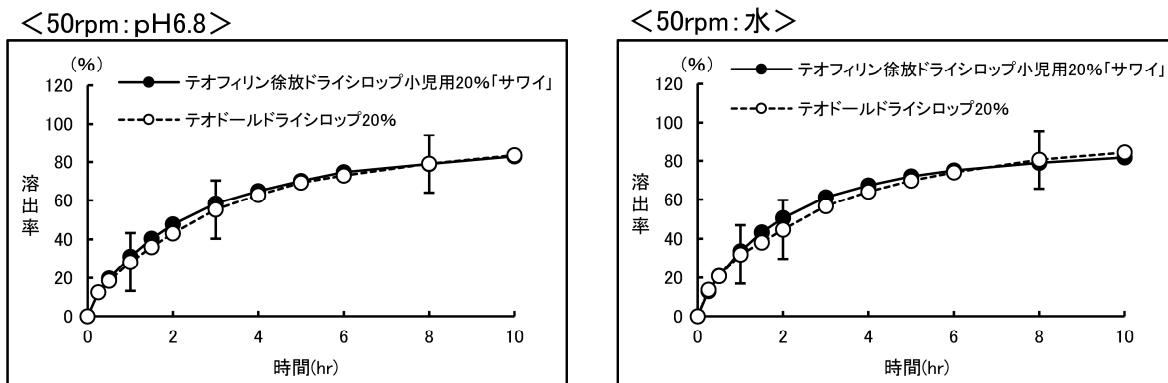 <50rpm:pH6.8>
(%)
テオフィリン徐放ドライシロップ小児用20%「サワイ」
テオドールドライシロップ20%
120
100
80
60
40
20
0
溶出率
0 2 4 6 8 10
時間(hr)
<50rpm:水>
(%)
テオフィリン徐放ドライシロップ小児用20%「サワイ」
テオドールドライシロップ20%
120
100
80
60
40
20
0
溶出率
0 2 4 6 8 10
時間(hr)